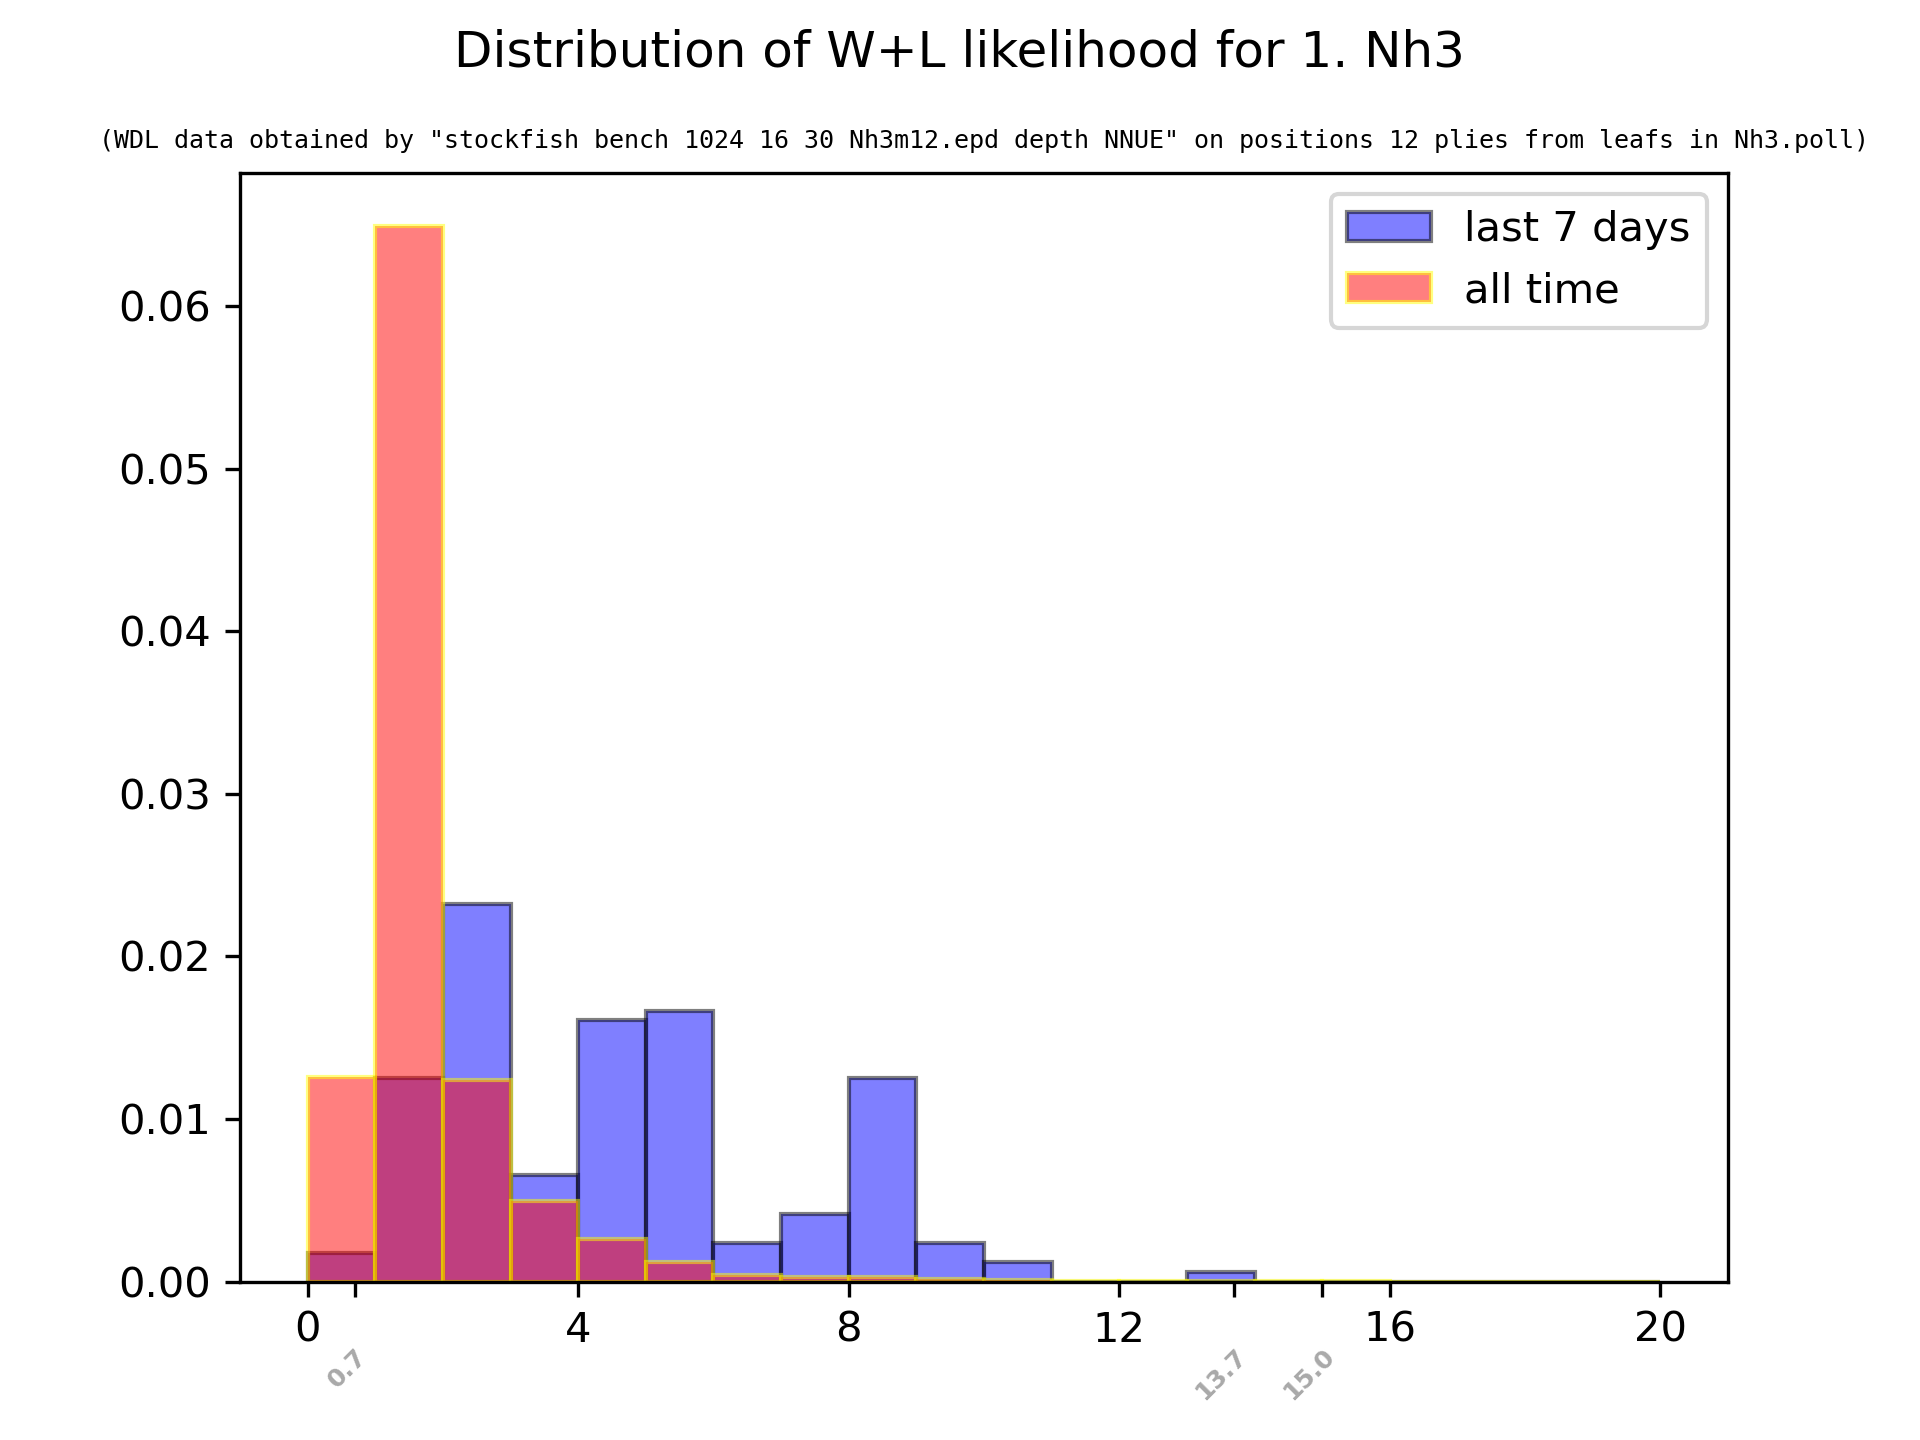 Distribution of W+L likelihood for 1. Nh3
(WDL data obtained by "stockfish bench 1024 16 30 Nh3m12.epd depth NNUE" on positions 12 plies from leafs in Nh3.poll)
last 7 days
all time
0.06
0.05
0.04
0.03
0.02
0.01
0.00
0 4 8 12 16 20
0.7 13.7 15.0